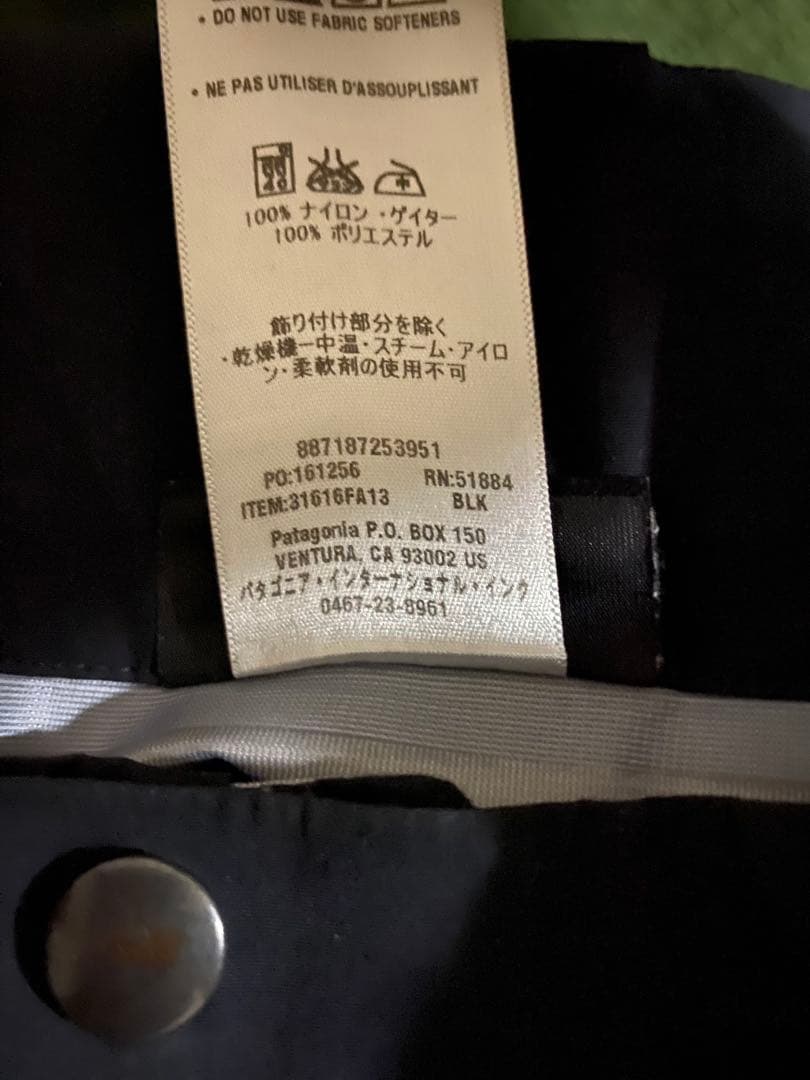 • DO NOT USE FABRIC SOFTENERS
• NE PAS UTILISER D'ASSOUPLISSANT
40
100% ナイロン・ゲイター
100% ポリエステル
飾り付け部分を除く
・乾燥機ー中温・スチーム・アイロ
ン・柔軟剤の使用不可
887187253951
PO:161256 RN:51884
ITEM:31616FA13 BLK
Patagonia P.O. BOX 150
VENTURA, CA 93002 US
パタゴニア・インターナショナル・インク
0467-23-8961